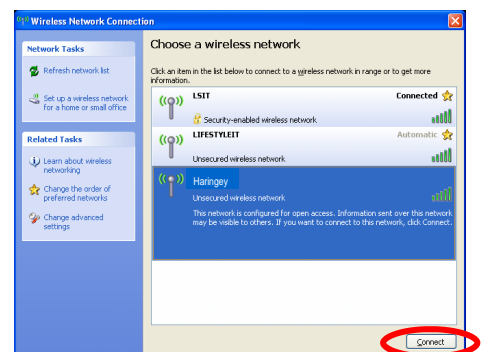 Wireless Network Connection
Network Tasks
Refresh network list
Set up a wireless network
for a home or small office
Related Tasks
Learn about wireless
networking
Change the order of
preferred networks
Change advanced
settings
Choose a wireless network
Click an item in the list below to connect to a wireless network in range or to get more
information.
LSIT Connected
Security-enabled wireless network
LIFESTYLEIT Automatic
Unsecured wireless network
Haringey
Unsecured wireless network
This network is configured for open access. Information sent over this network
may be visible to others. If you want to connect to this network, click Connect.
Connect